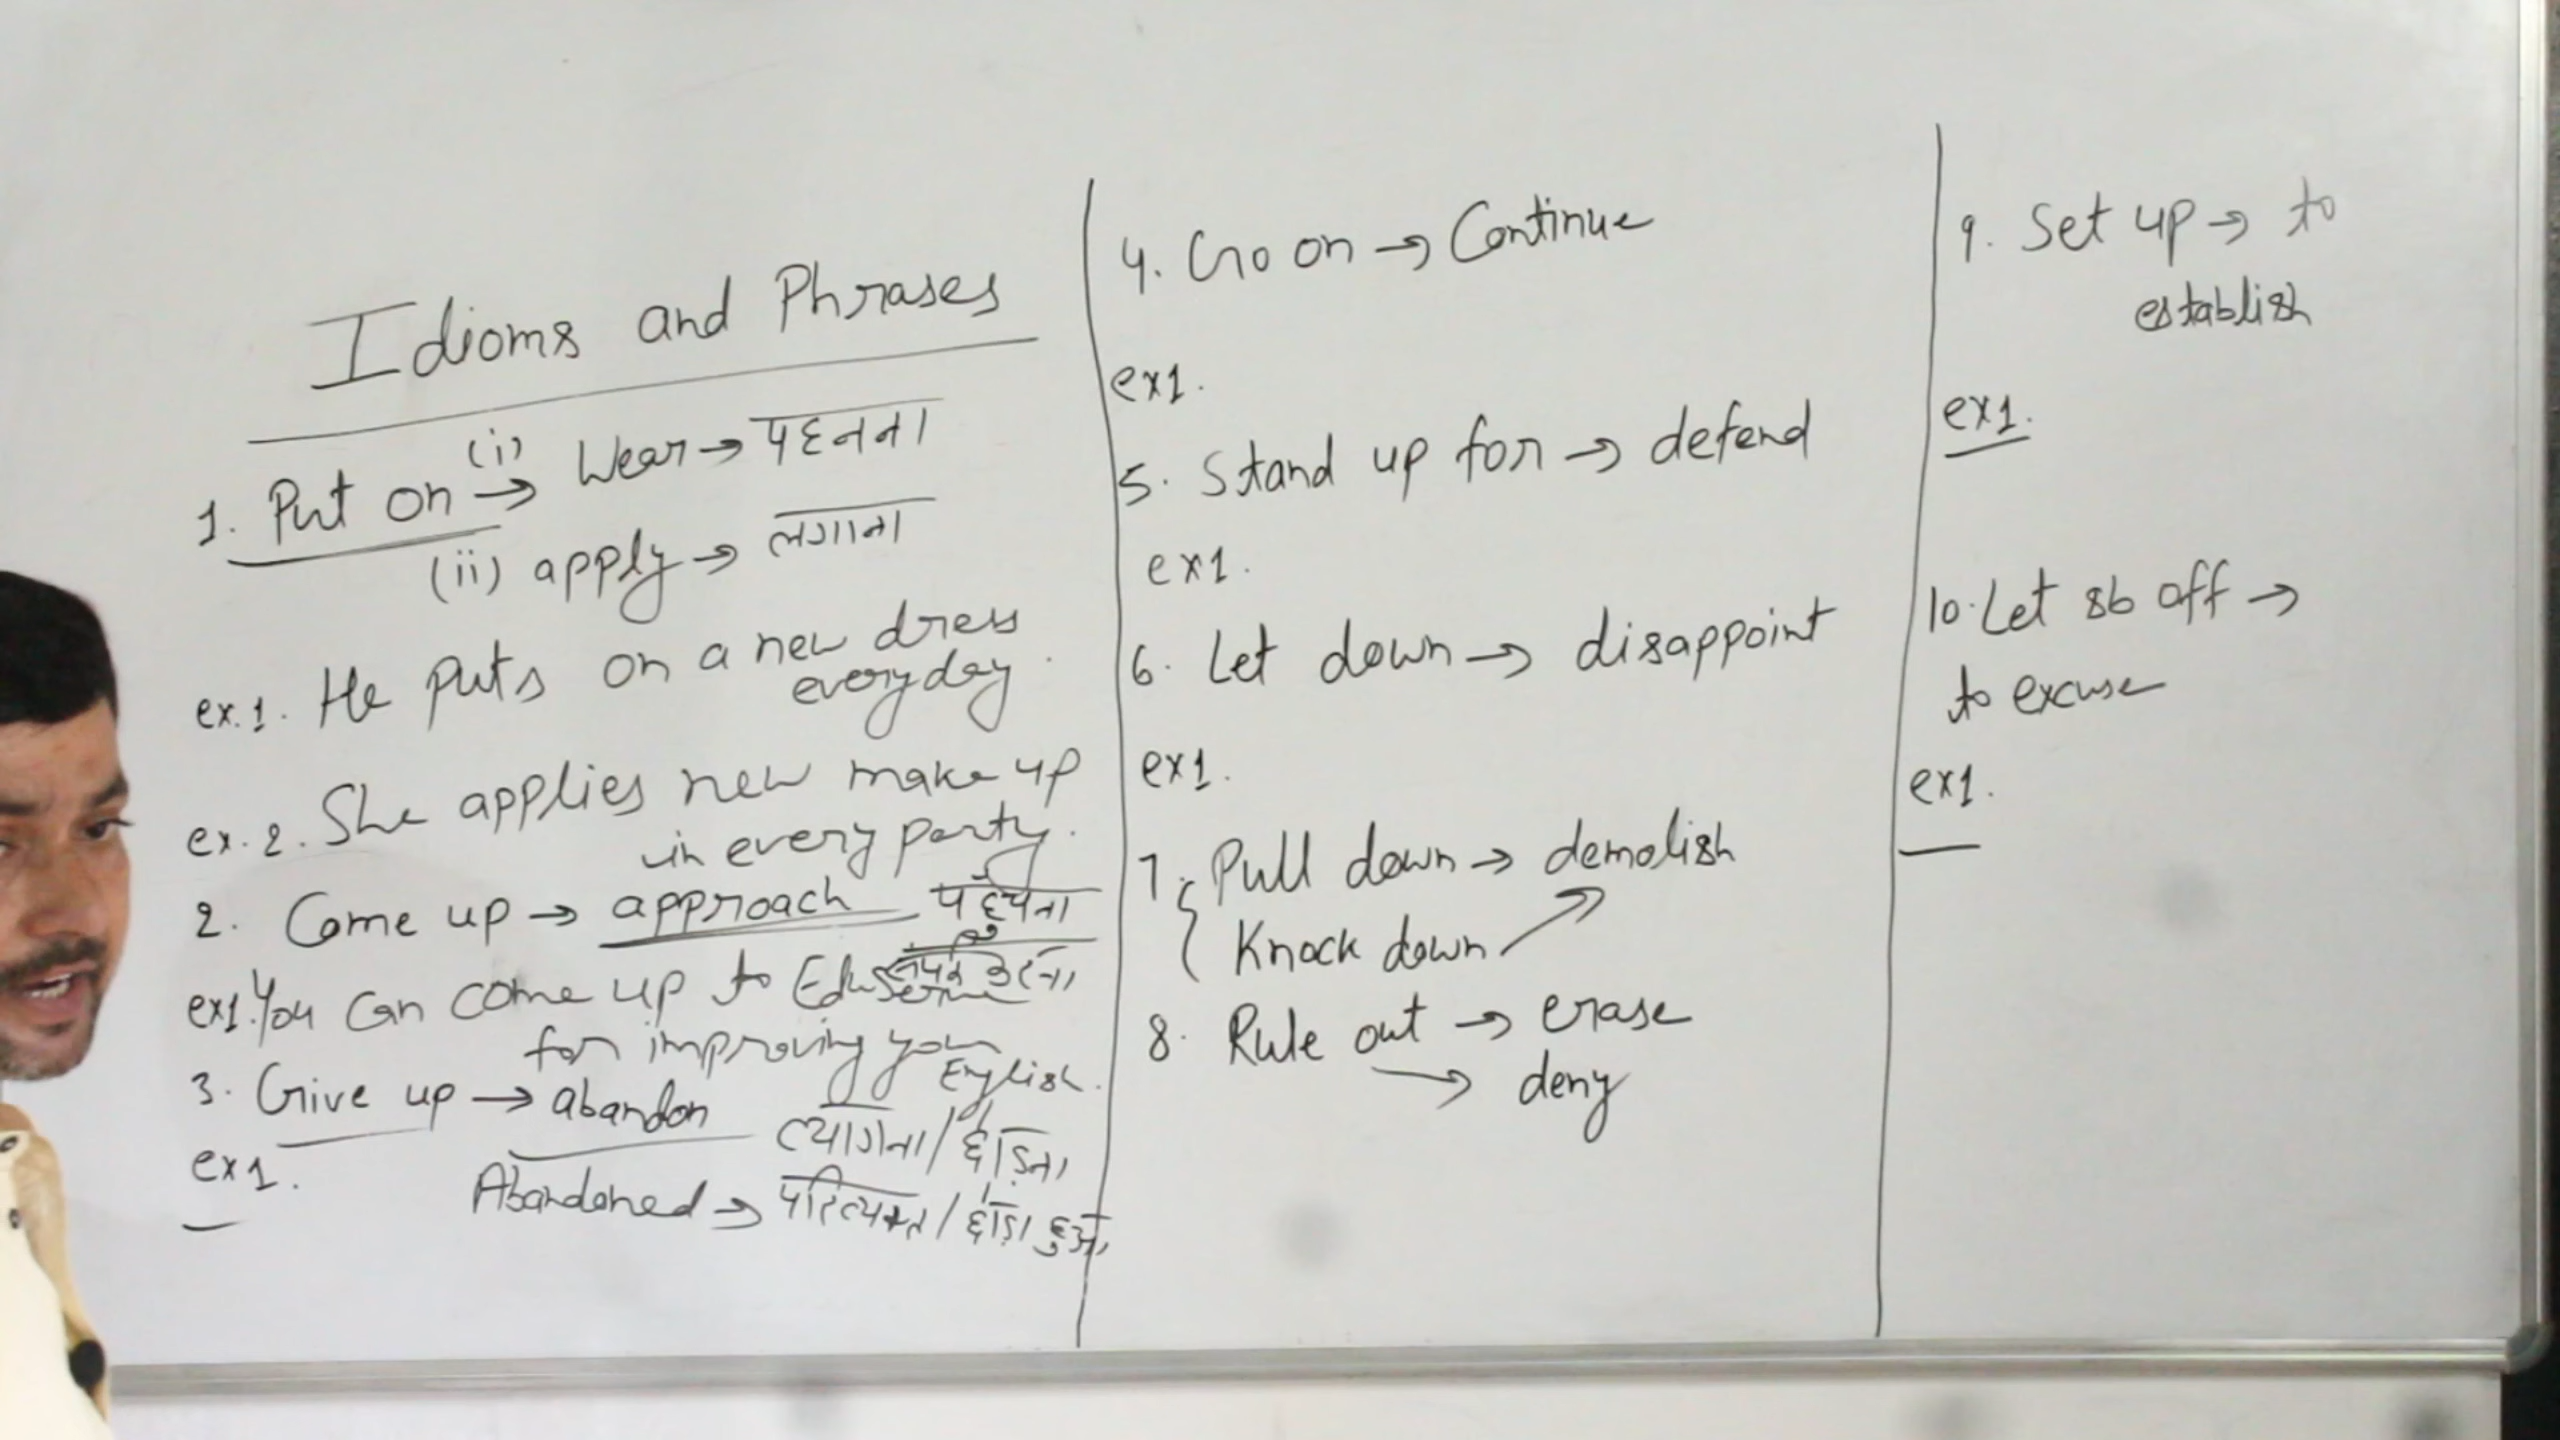 Idioms and Phrases
1. Put on → (i) Wear → पहनना
(ii) apply → लगाना
ex.1. He puts on a new dress
everyday.
ex.2. She applies new make up
in every party.
2. Come up → approach पहुँचना
संपर्क करना
ex1. You can come up to
for improving your
English.
3. Give up → abandon त्यागना / छोड़ना
ex1.
Abandoned → परित्यक्त / छोड़ा हुआ
4. Go on → Continue
ex1.
5. Stand up for → defend
ex1.
6. Let down → disappoint
ex1.
7. Pull down → demolish
Knock down
8. Rule out → erase
→ deny
9. Set up → to
establish
ex1.
10. Let sb off →
to excuse
ex1.